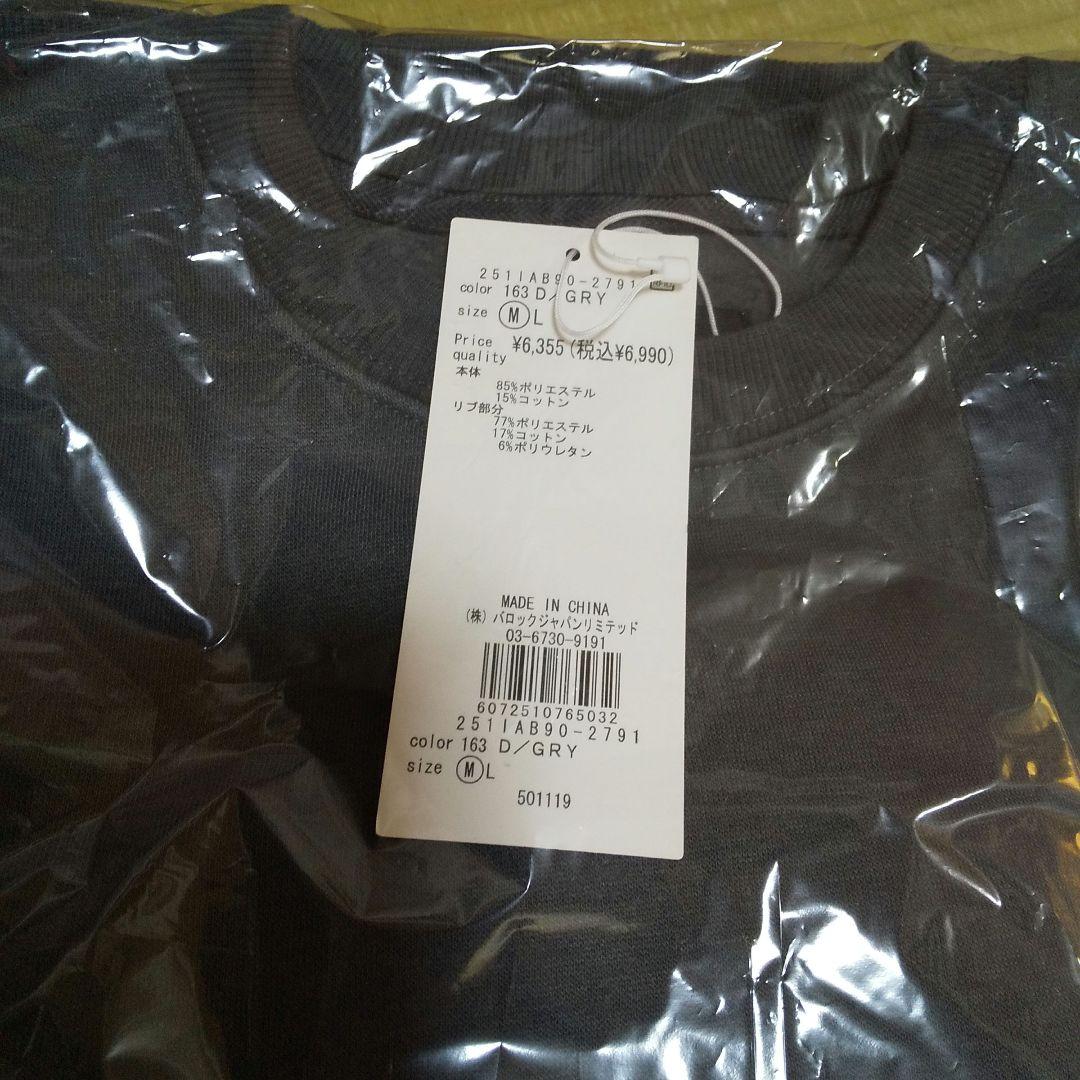 251IAB90-2791
color 163 D/GRY
size Ⓜ L
Price ¥6,355(税込¥6,990)
quality
本体
85%ポリエステル
15%コットン
リブ部分
77%ポリエステル
17%コットン
6%ポリウレタン
MADE IN CHINA
(株)バロックジャパンリミテッド
03-6730-9191
6072510765032
251IAB90-2791
color 163 D/GRY
size Ⓜ L
501119